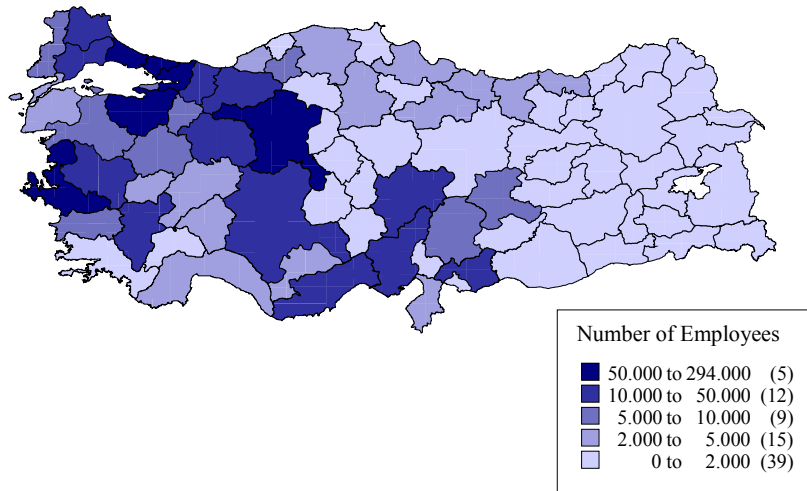 Number of Employees
50.000 to 294.000 (5)
10.000 to 50.000 (12)
5.000 to 10.000 (9)
2.000 to 5.000 (15)
0 to 2.000 (39)